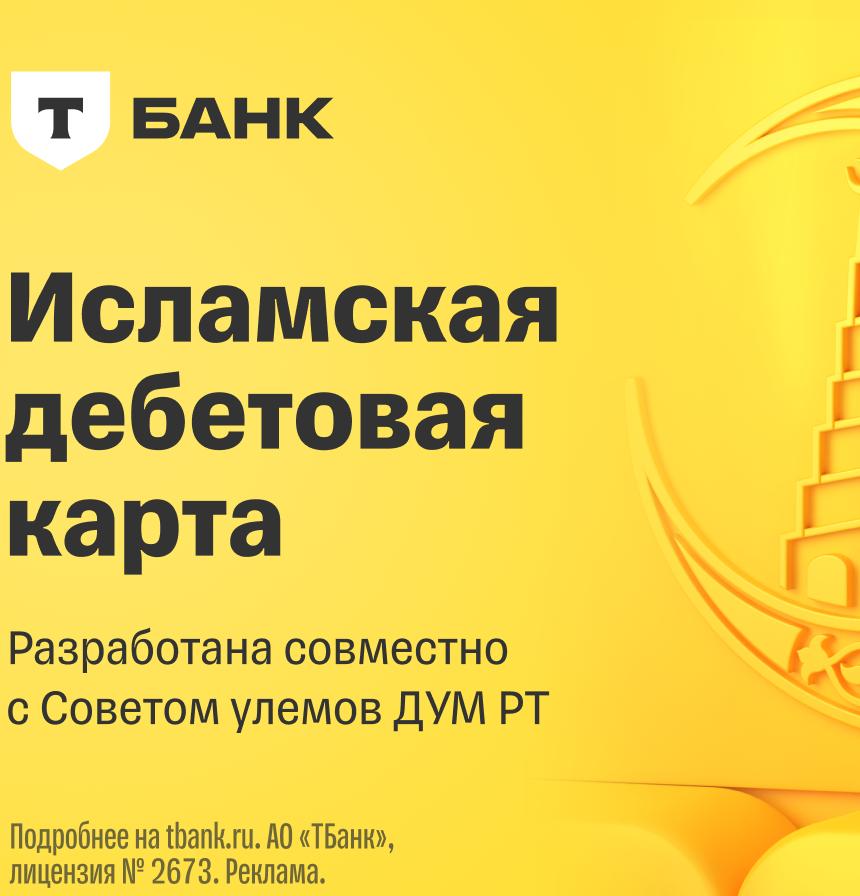 Т БАНК
Исламская
дебетовая
карта
Разработана совместно
с Советом улемов ДУМ РТ
Подробнее на tbank.ru. АО «ТБанк»,
лицензия № 2673. Реклама.